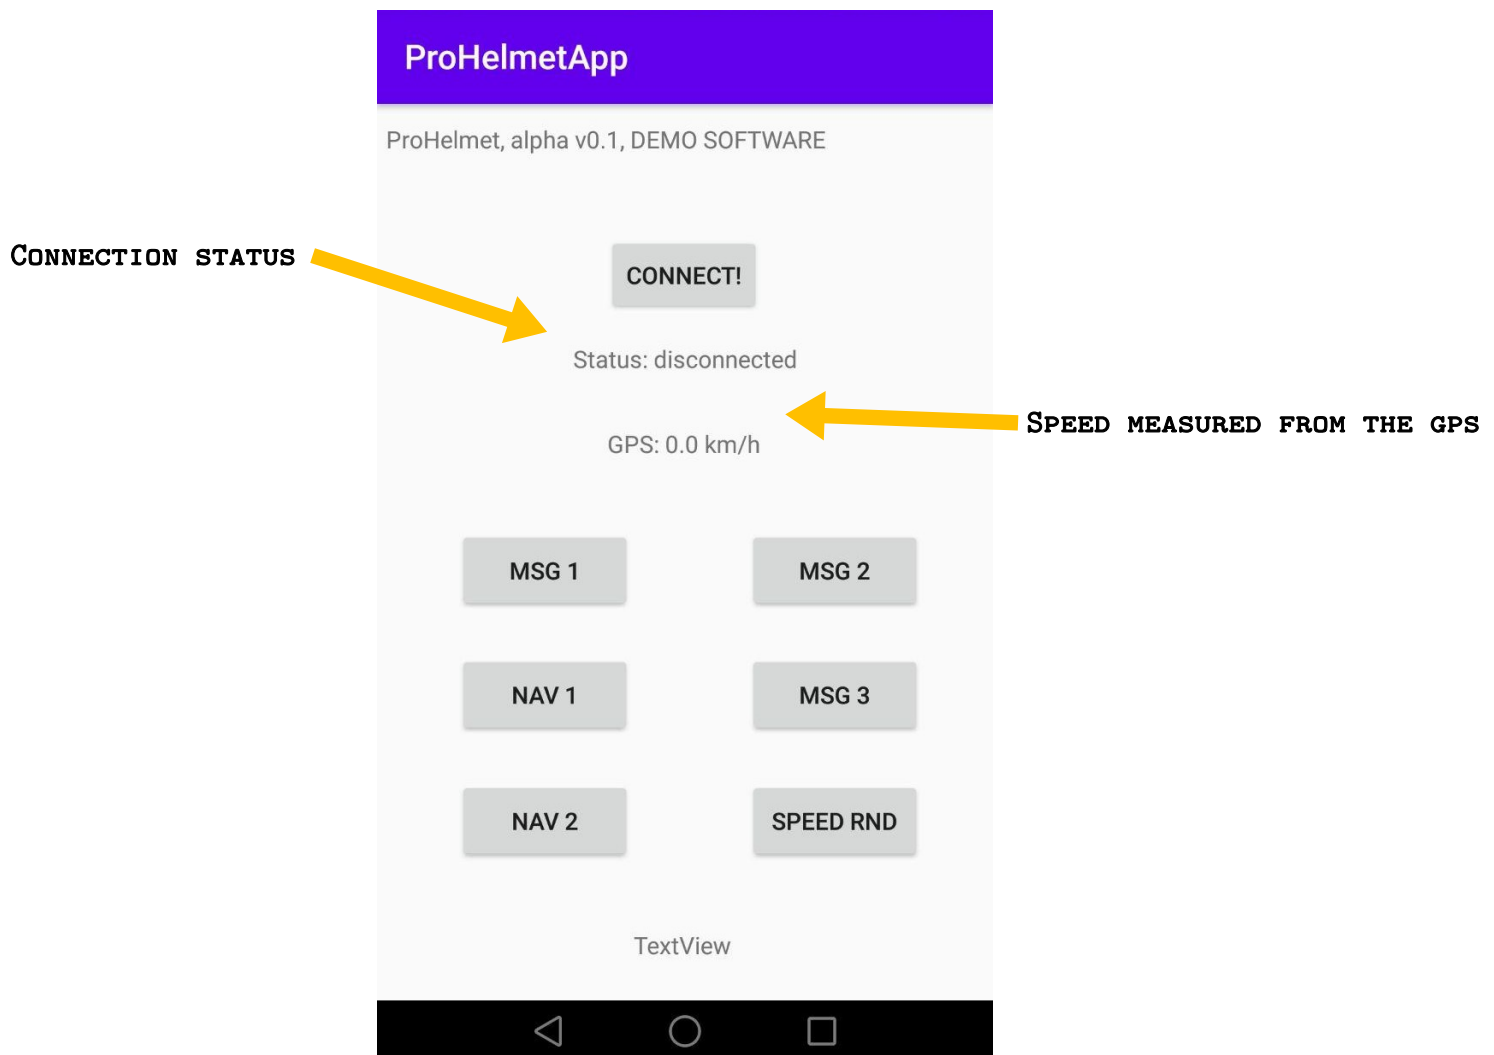 ProHelmetApp
ProHelmet, alpha v0.1, DEMO SOFTWARE
CONNECTION STATUS
CONNECT!
Status: disconnected
SPEED MEASURED FROM THE GPS
GPS: 0.0 km/h
MSG 1
MSG 2
NAV 1
MSG 3
NAV 2
SPEED RND
TextView